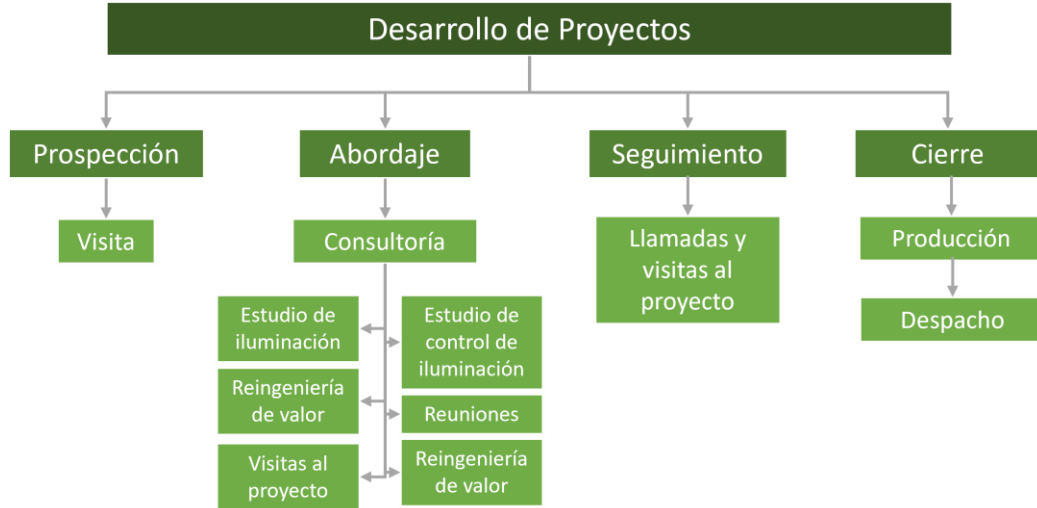 Desarrollo de Proyectos
Prospección
Abordaje
Seguimiento
Cierre
Visita
Consultoría
Llamadas y
visitas al
proyecto
Producción
Despacho
Estudio de
iluminación
Estudio de
control de
iluminación
Reingeniería
de valor
Reuniones
Visitas al
proyecto
Reingeniería
de valor